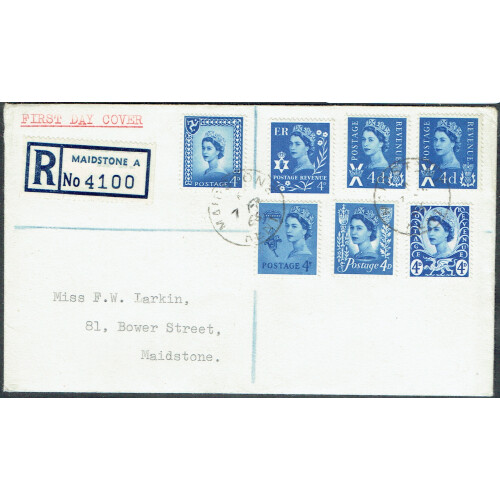 FIRST DAY COVER
R
MAIDSTONE A
No 4100
POSTAGE 4D
ER
POSTAGE REVENUE 4D
POSTAGE REVENUE
4d
POSTAGE REVENUE
4d
POSTAGE 4D
Postage 4D
4D 4D
Miss F.W. Larkin,
81, Bower Street,
Maidstone.